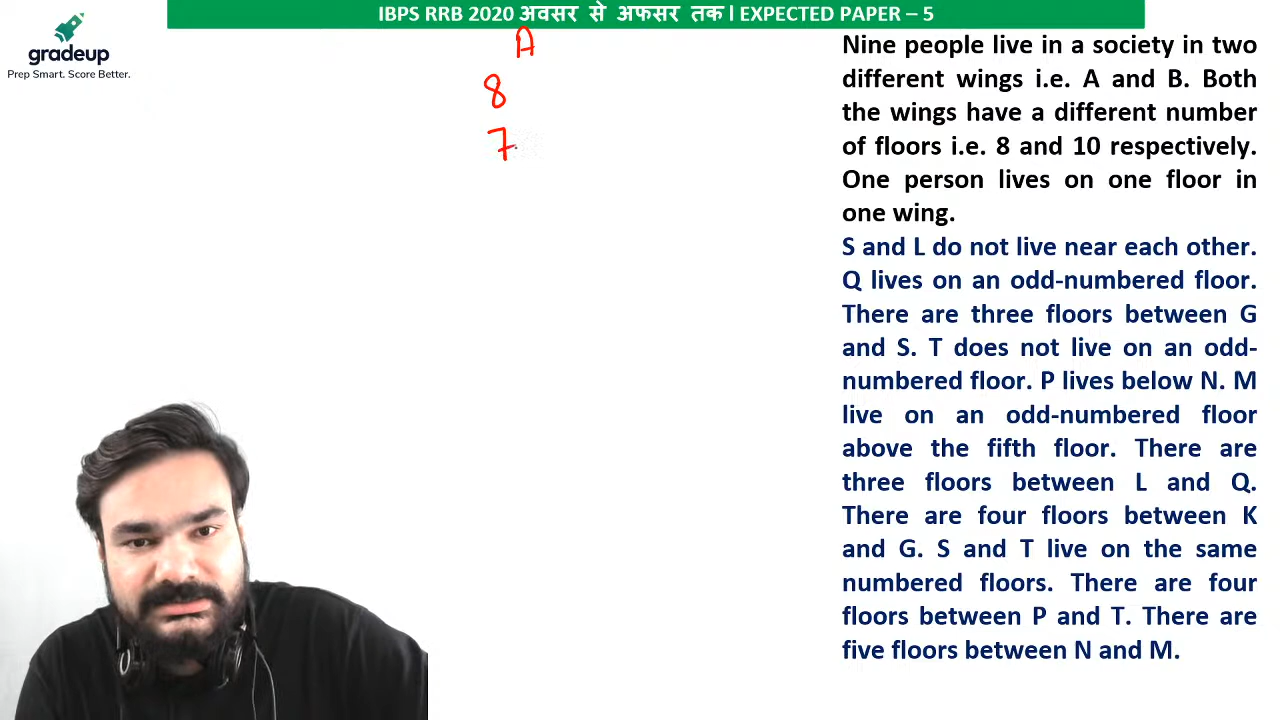 IBPS RRB 2020 अवसर से अफसर तक। EXPECTED PAPER – 5
gradeup
Prep Smart. Score Better.
A
8
7
Nine people live in a society in two
different wings i.e. A and B. Both
the wings have a different number
of floors i.e. 8 and 10 respectively.
One person lives on one floor in
one wing.
S and L do not live near each other.
Q lives on an odd-numbered floor.
There are three floors between G
and S. T does not live on an odd-
numbered floor. P lives below N. M
live on an odd-numbered floor
above the fifth floor. There are
three floors between L and Q.
There are four floors between K
and G. S and T live on the same
numbered floors. There are four
floors between P and T. There are
five floors between N and M.